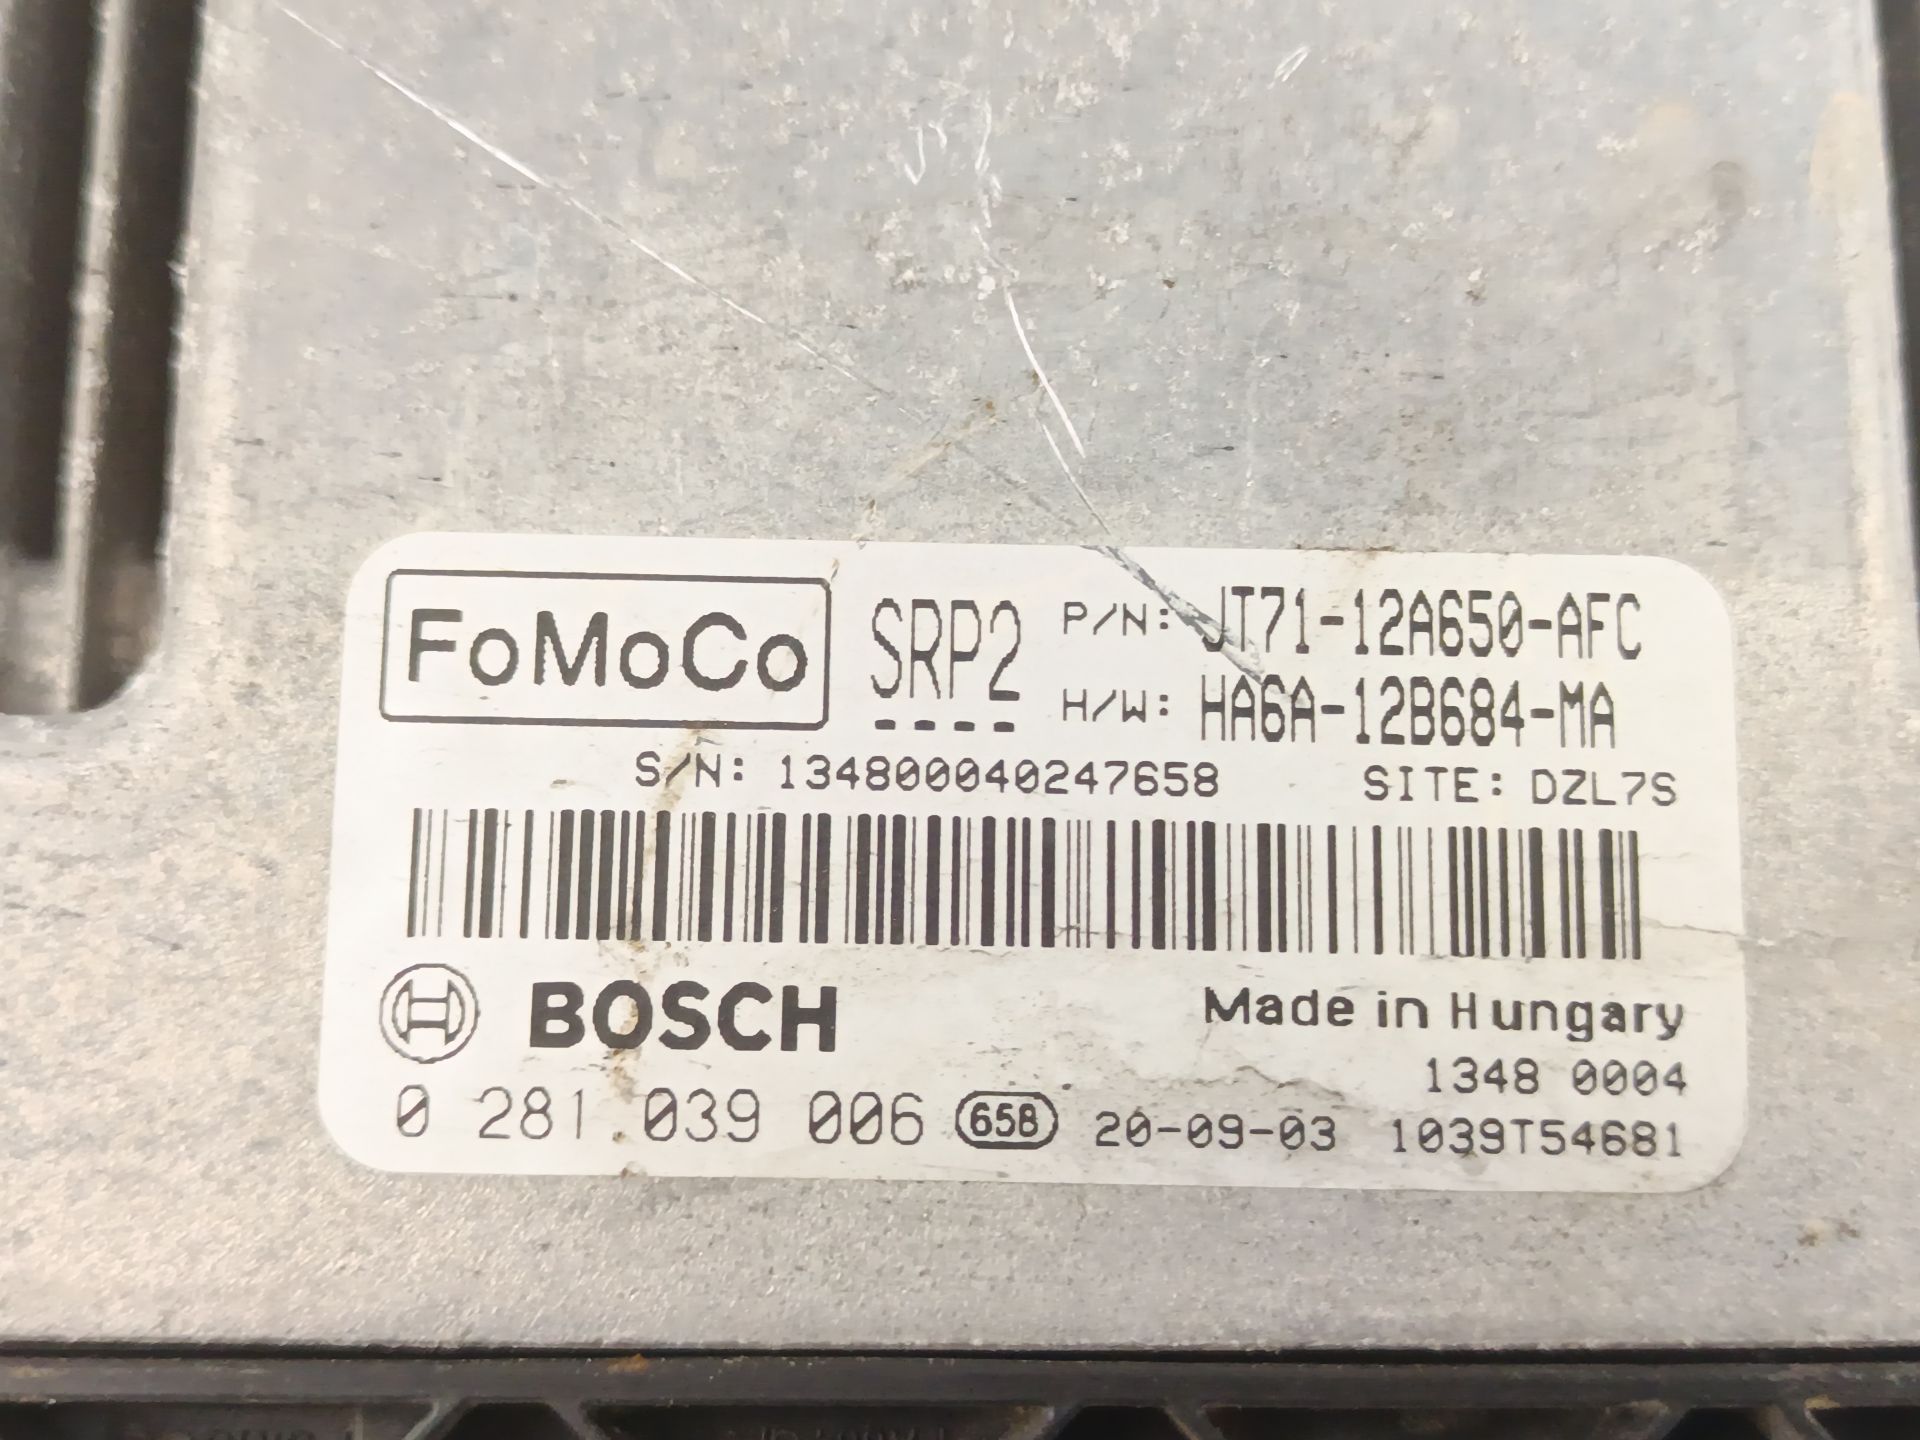 FoMoCo SRP2 P/N: JT71-12A650-AFC
---- H/W: HA6A-12B684-MA
S/N: 134800040247658 SITE: DZL7S
BOSCH Made in Hungary
1348 0004
0 281 039 006 65B 20-09-03 1039T54681